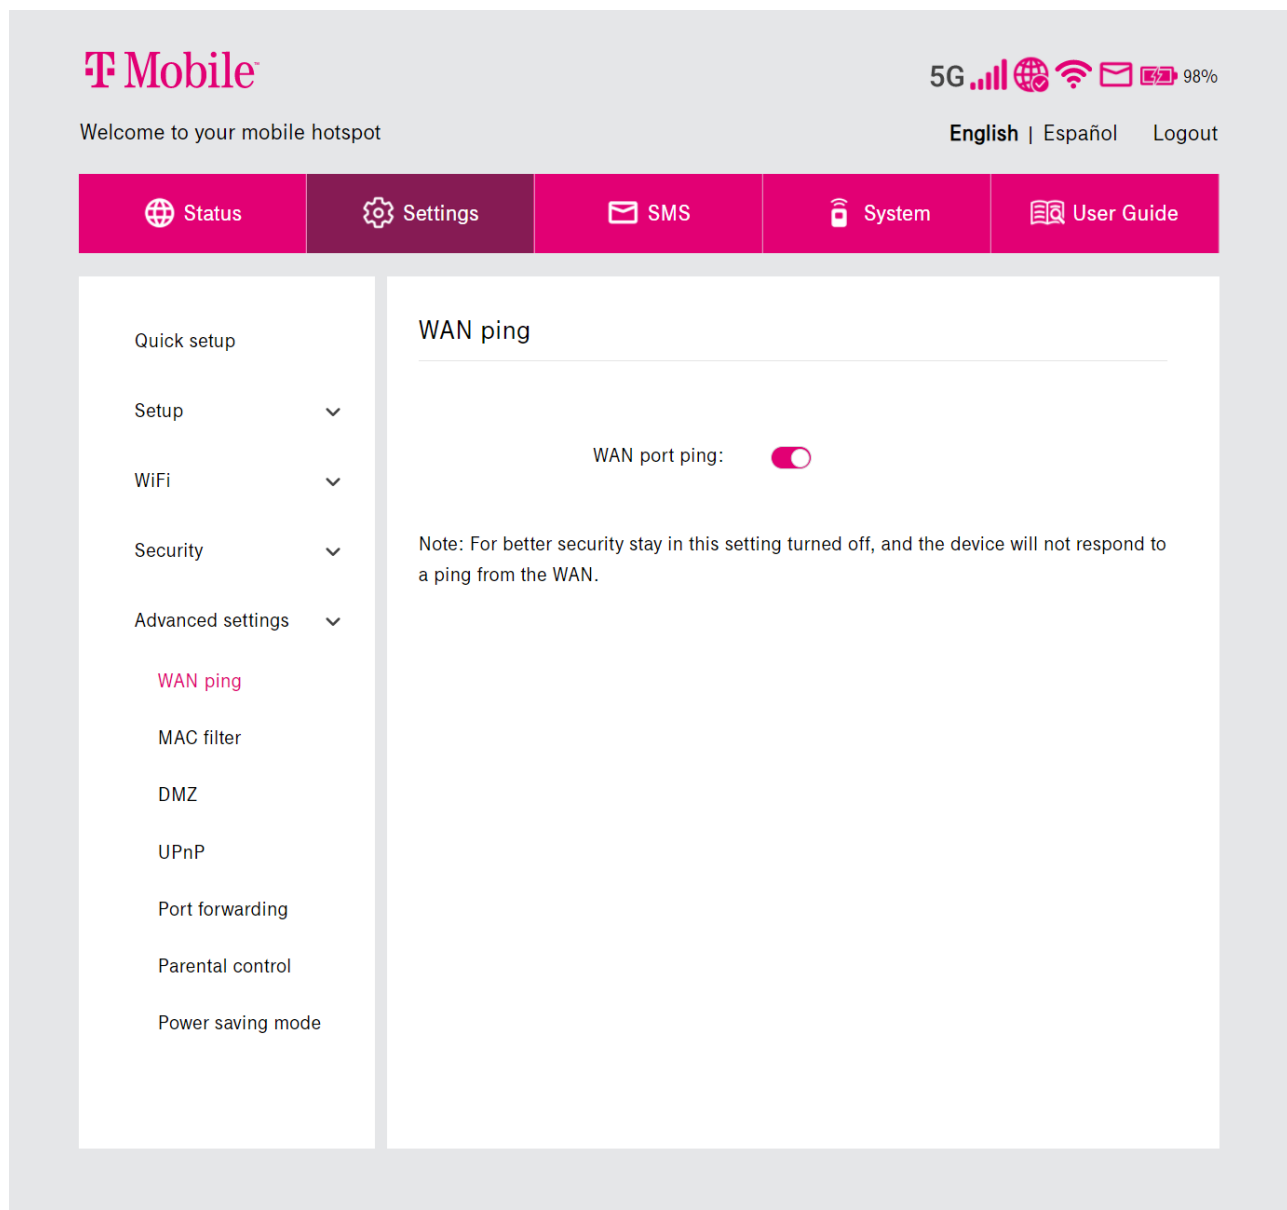 T Mobile™
5G 98%
Welcome to your mobile hotspot
English | Español Logout
Status Settings SMS System User Guide
Quick setup
Setup
WiFi
Security
Advanced settings
WAN ping
MAC filter
DMZ
UPnP
Port forwarding
Parental control
Power saving mode
WAN ping
WAN port ping:
Note: For better security stay in this setting turned off, and the device will not respond to
a ping from the WAN.